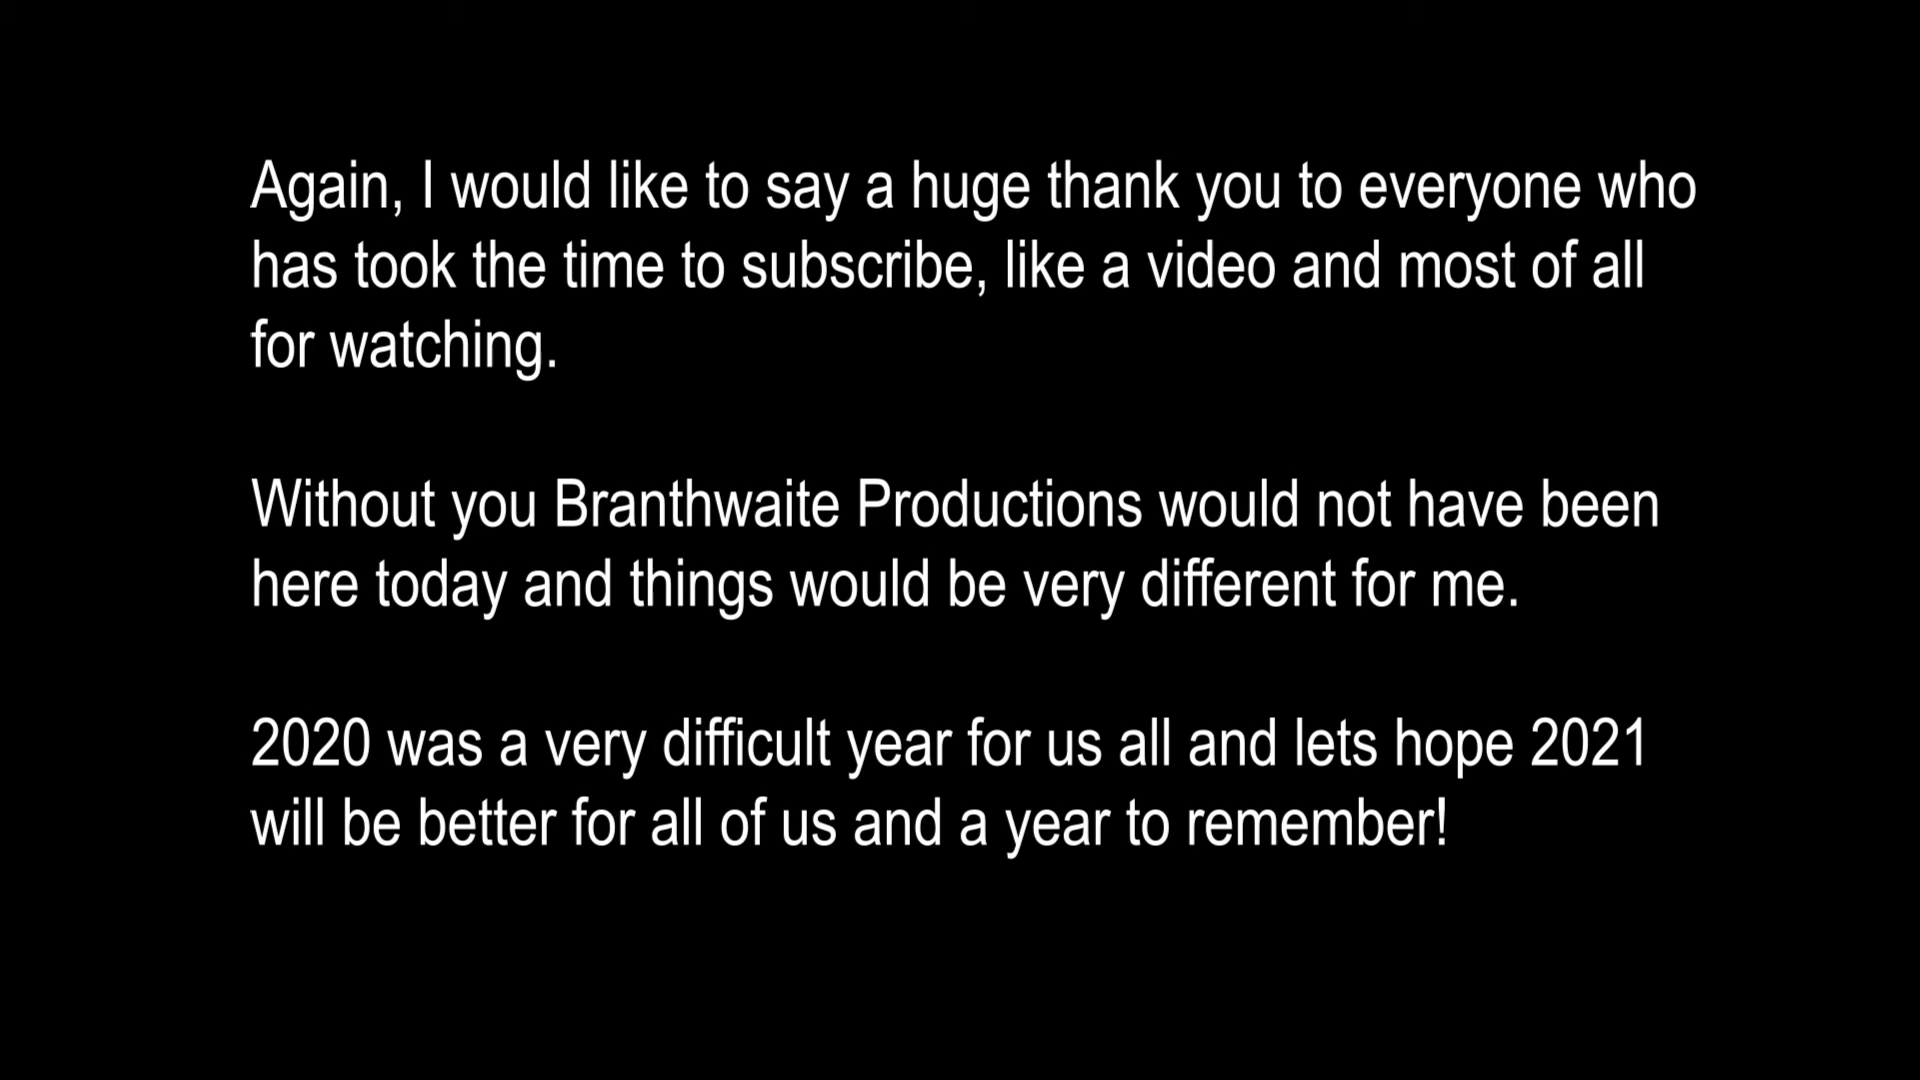 Again, I would like to say a huge thank you to everyone who
has took the time to subscribe, like a video and most of all
for watching.
Without you Branthwaite Productions would not have been
here today and things would be very different for me.
2020 was a very difficult year for us all and lets hope 2021
will be better for all of us and a year to remember!